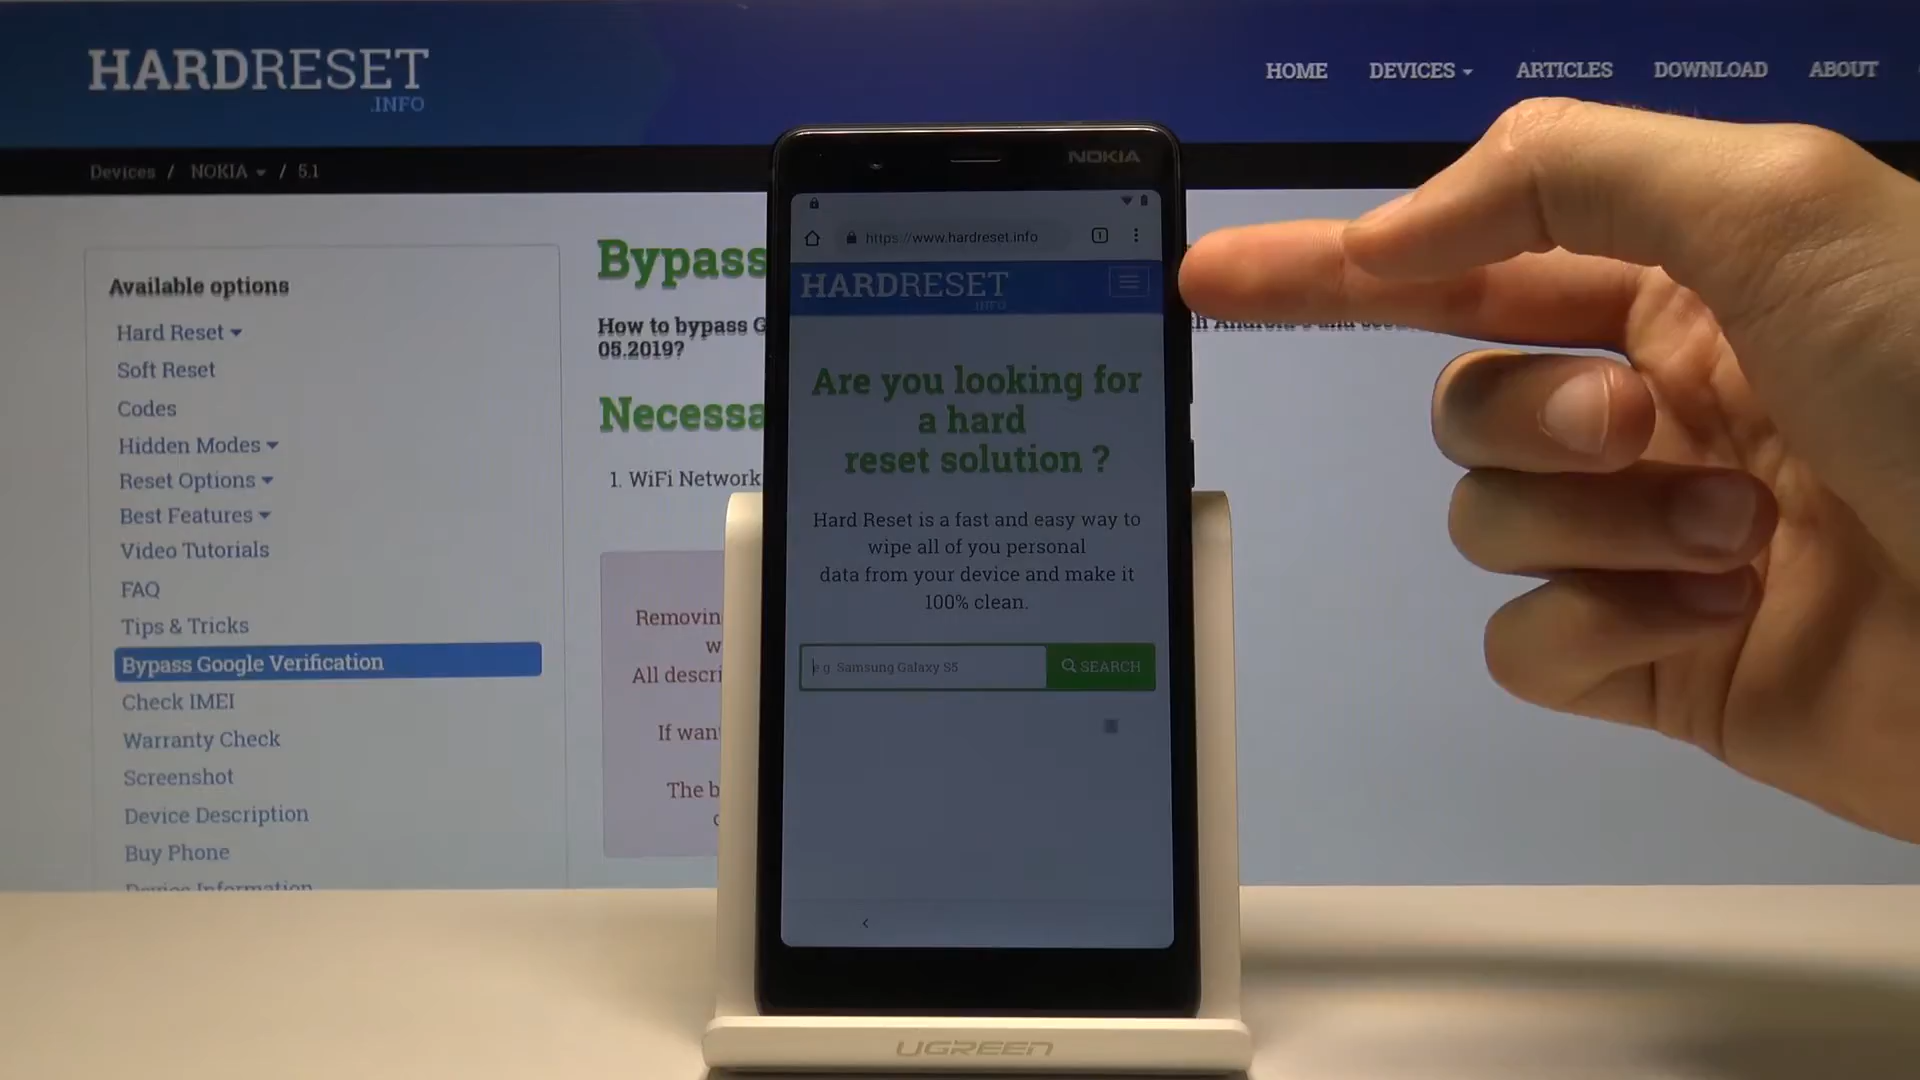 HARDRESET
.INFO
HOME DEVICES ARTICLES DOWNLOAD ABOUT
Devices / NOKIA / 5.1
Available options
Hard Reset
Soft Reset
Codes
Hidden Modes
Reset Options
Best Features
Video Tutorials
FAQ
Tips & Tricks
Bypass Google Verification
Check IMEI
Warranty Check
Screenshot
Device Description
Buy Phone
Device Information
Bypass
How to bypass G
05.2019?
Necessa
1. WiFi Network
Removin
w
All descri
If wan
The b
NOKIA
https://www.hardreset.info
1
HARDRESET
.INFO
Are you looking for
a hard
reset solution ?
Hard Reset is a fast and easy way to
wipe all of you personal
data from your device and make it
100% clean.
e.g. Samsung Galaxy S5
SEARCH
UGREEN